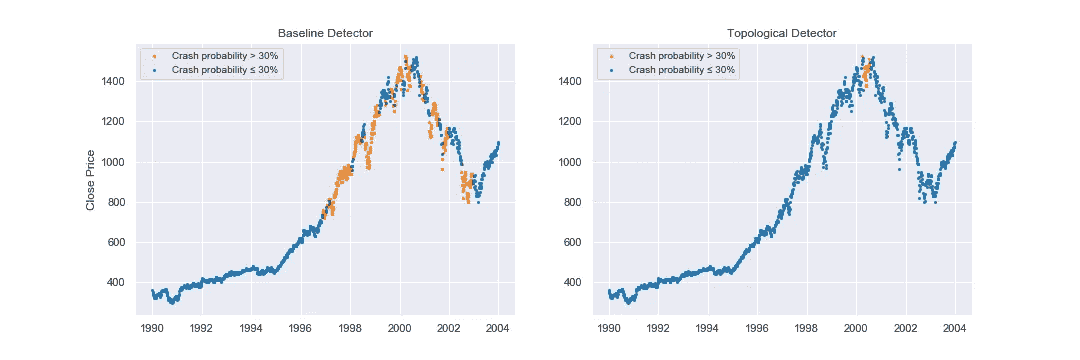 Baseline Detector
Crash probability > 30%
Crash probability ≤ 30%
Close Price
1400
1200
1000
800
600
400
1990 1992 1994 1996 1998 2000 2002 2004
Topological Detector
Crash probability > 30%
Crash probability ≤ 30%
1400
1200
1000
800
600
400
1990 1992 1994 1996 1998 2000 2002 2004